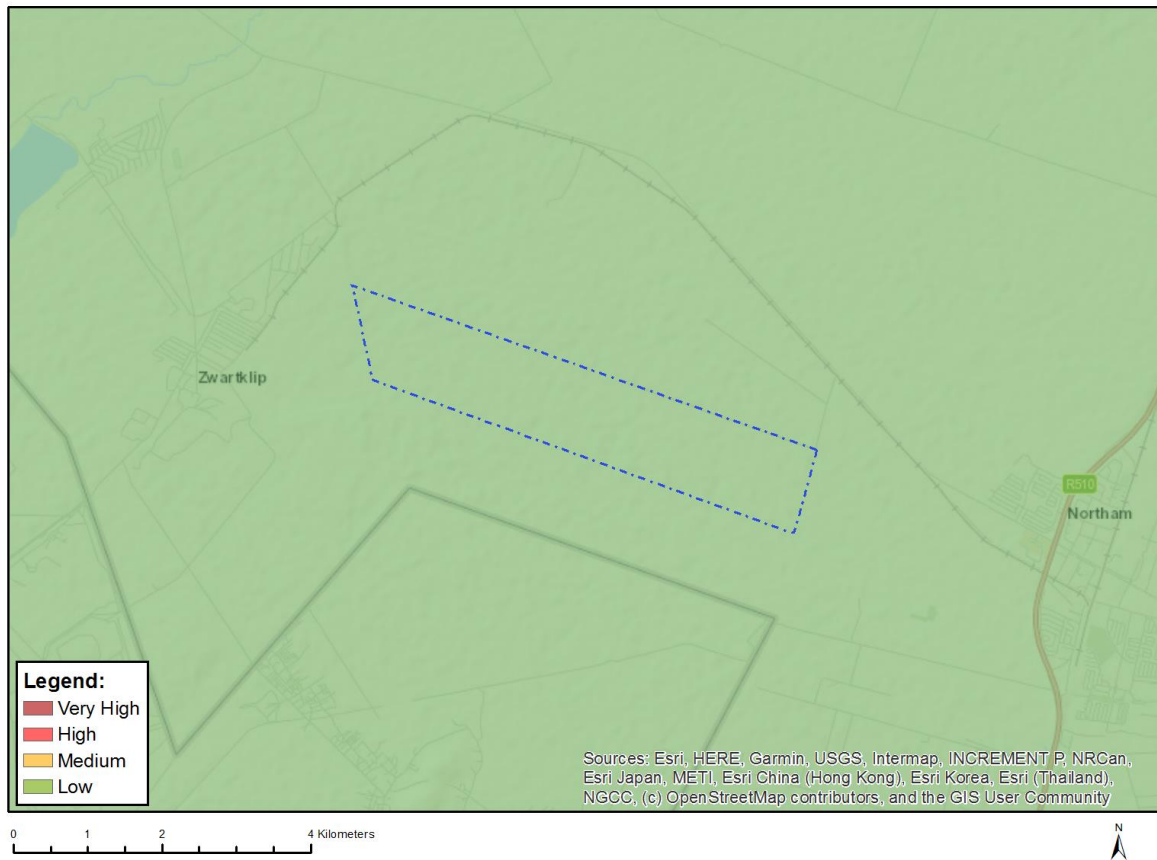 Zwartklip
R510
Northam
Legend:
Very High
High
Medium
Low
Sources: Esri, HERE, Garmin, USGS, Intermap, INCREMENT P, NRCan,
Esri Japan, METI, Esri China (Hong Kong), Esri Korea, Esri (Thailand),
NGCC, (c) OpenStreetMap contributors, and the GIS User Community
0 1 2 4 Kilometers
N